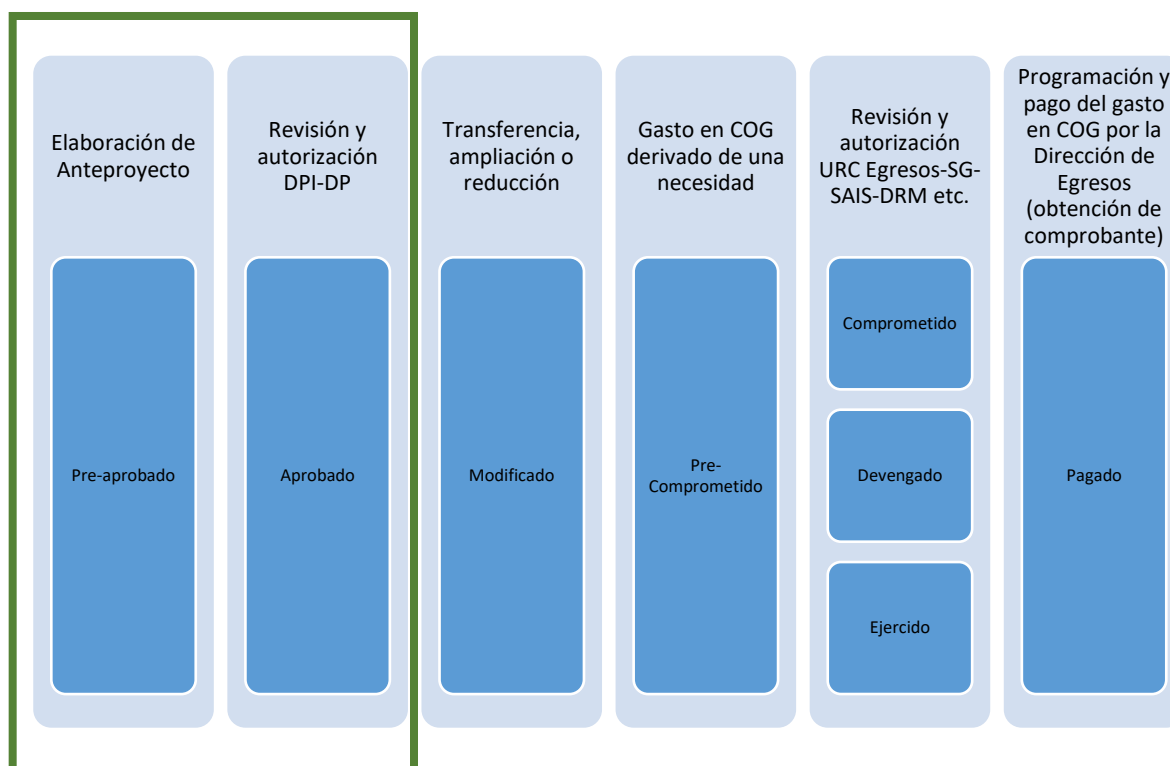 Elaboración de
Anteproyecto
Pre-aprobado
Revisión y
autorización
DPI-DP
Aprobado
Transferencia,
ampliación o
reducción
Modificado
Gasto en COG
derivado de una
necesidad
Pre-
Comprometido
Revisión y
autorización
URC Egresos-SG-
SAIS-DRM etc.
Comprometido
Devengado
Ejercido
Programación y
pago del gasto
en COG por la
Dirección de
Egresos
(obtención de
comprobante)
Pagado